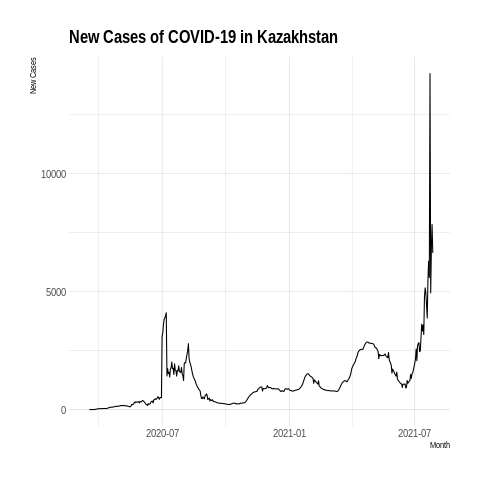 New Cases of COVID-19 in Kazakhstan
New Cases
10000
5000
0
2020-07
2021-01
2021-07
Month